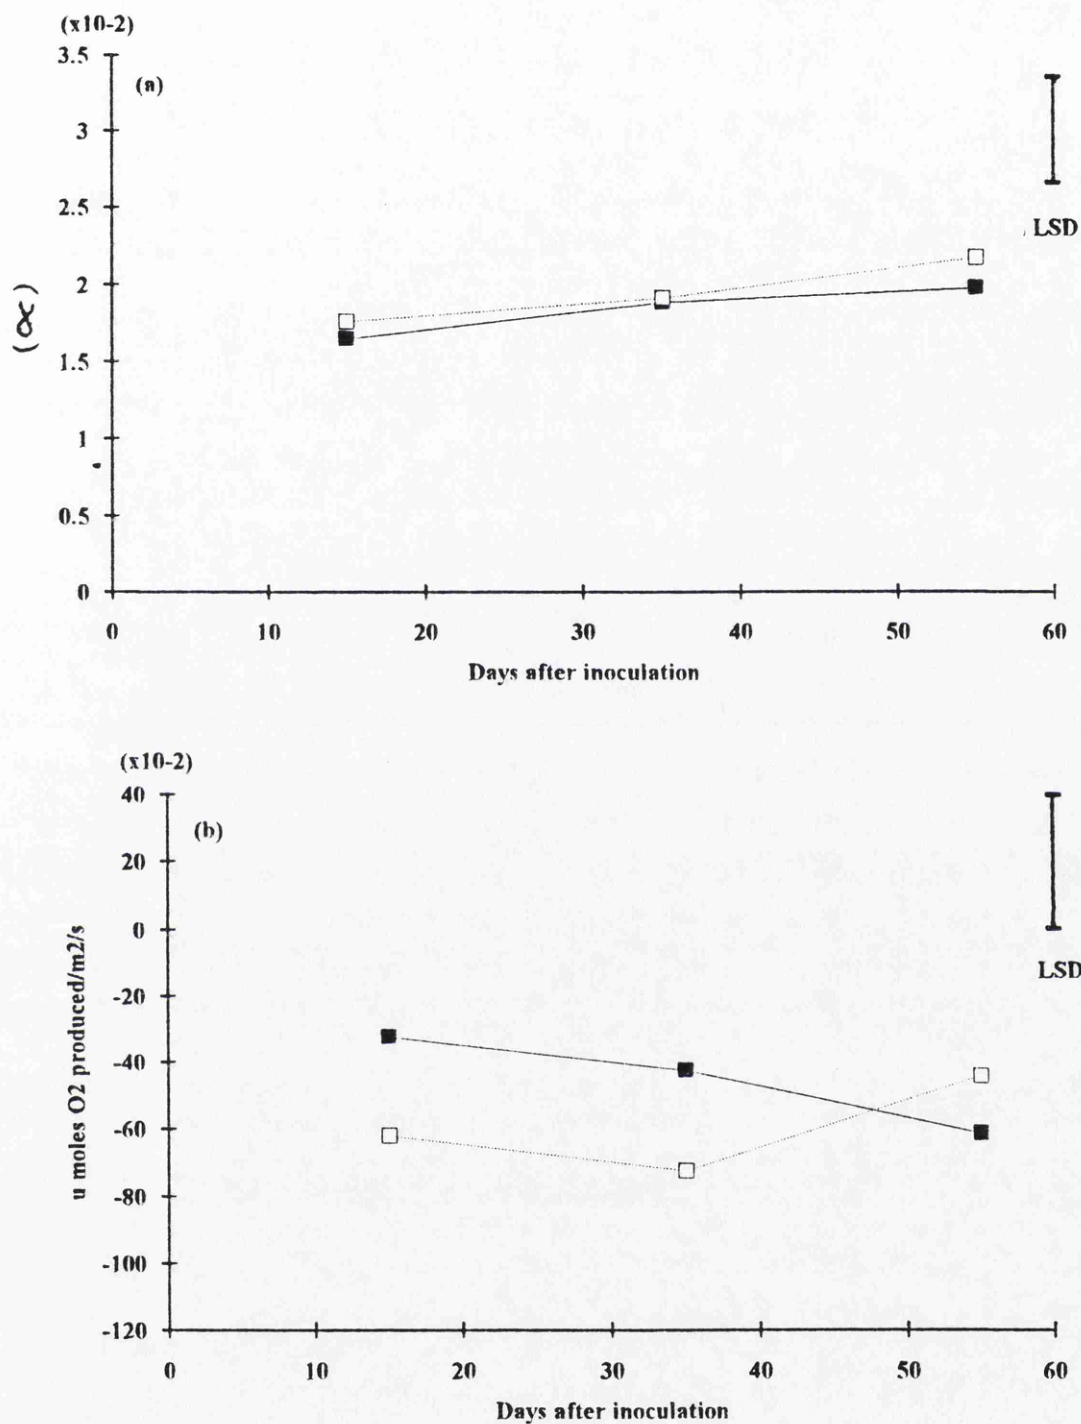 (x10-2)
3.5
(a)
3
2.5
LSD
2
(∝)
1.5
1
0.5
0
0 10 20 30 40 50 60
Days after inoculation
(x10-2)
40
(b)
20
0
LSD
-20
u moles O2 produced/m2/s
-40
-60
-80
-100
-120
0 10 20 30 40 50 60
Days after inoculation